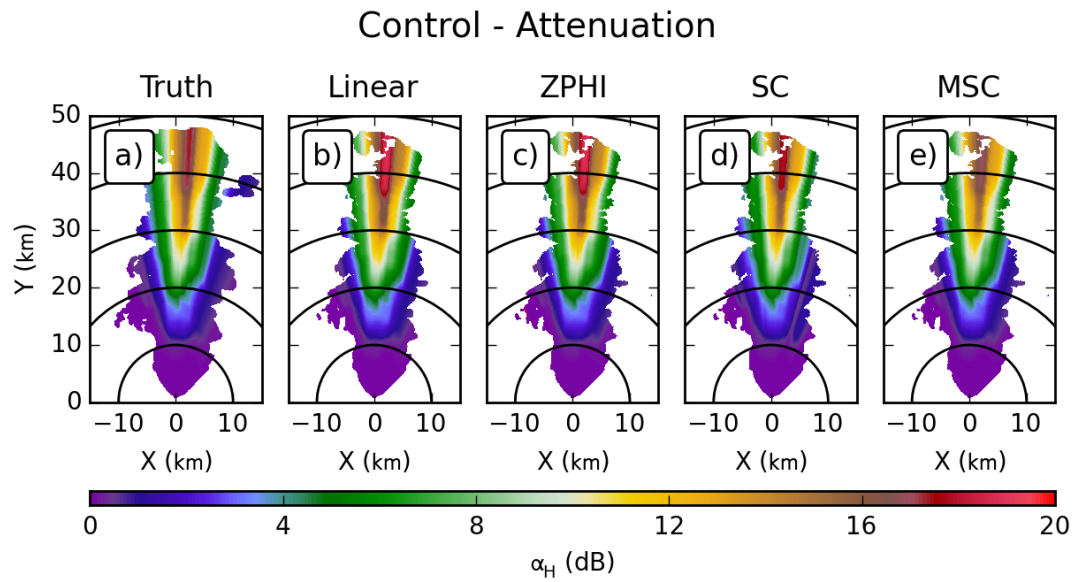 Control - Attenuation
Truth Linear ZPHI SC MSC
a) b) c) d) e)
50
40
30
20
10
0
Y (km)
−10 0 10 −10 0 10 −10 0 10 −10 0 10 −10 0 10
X (km) X (km) X (km) X (km) X (km)
0 4 8 12 16 20
α_H (dB)